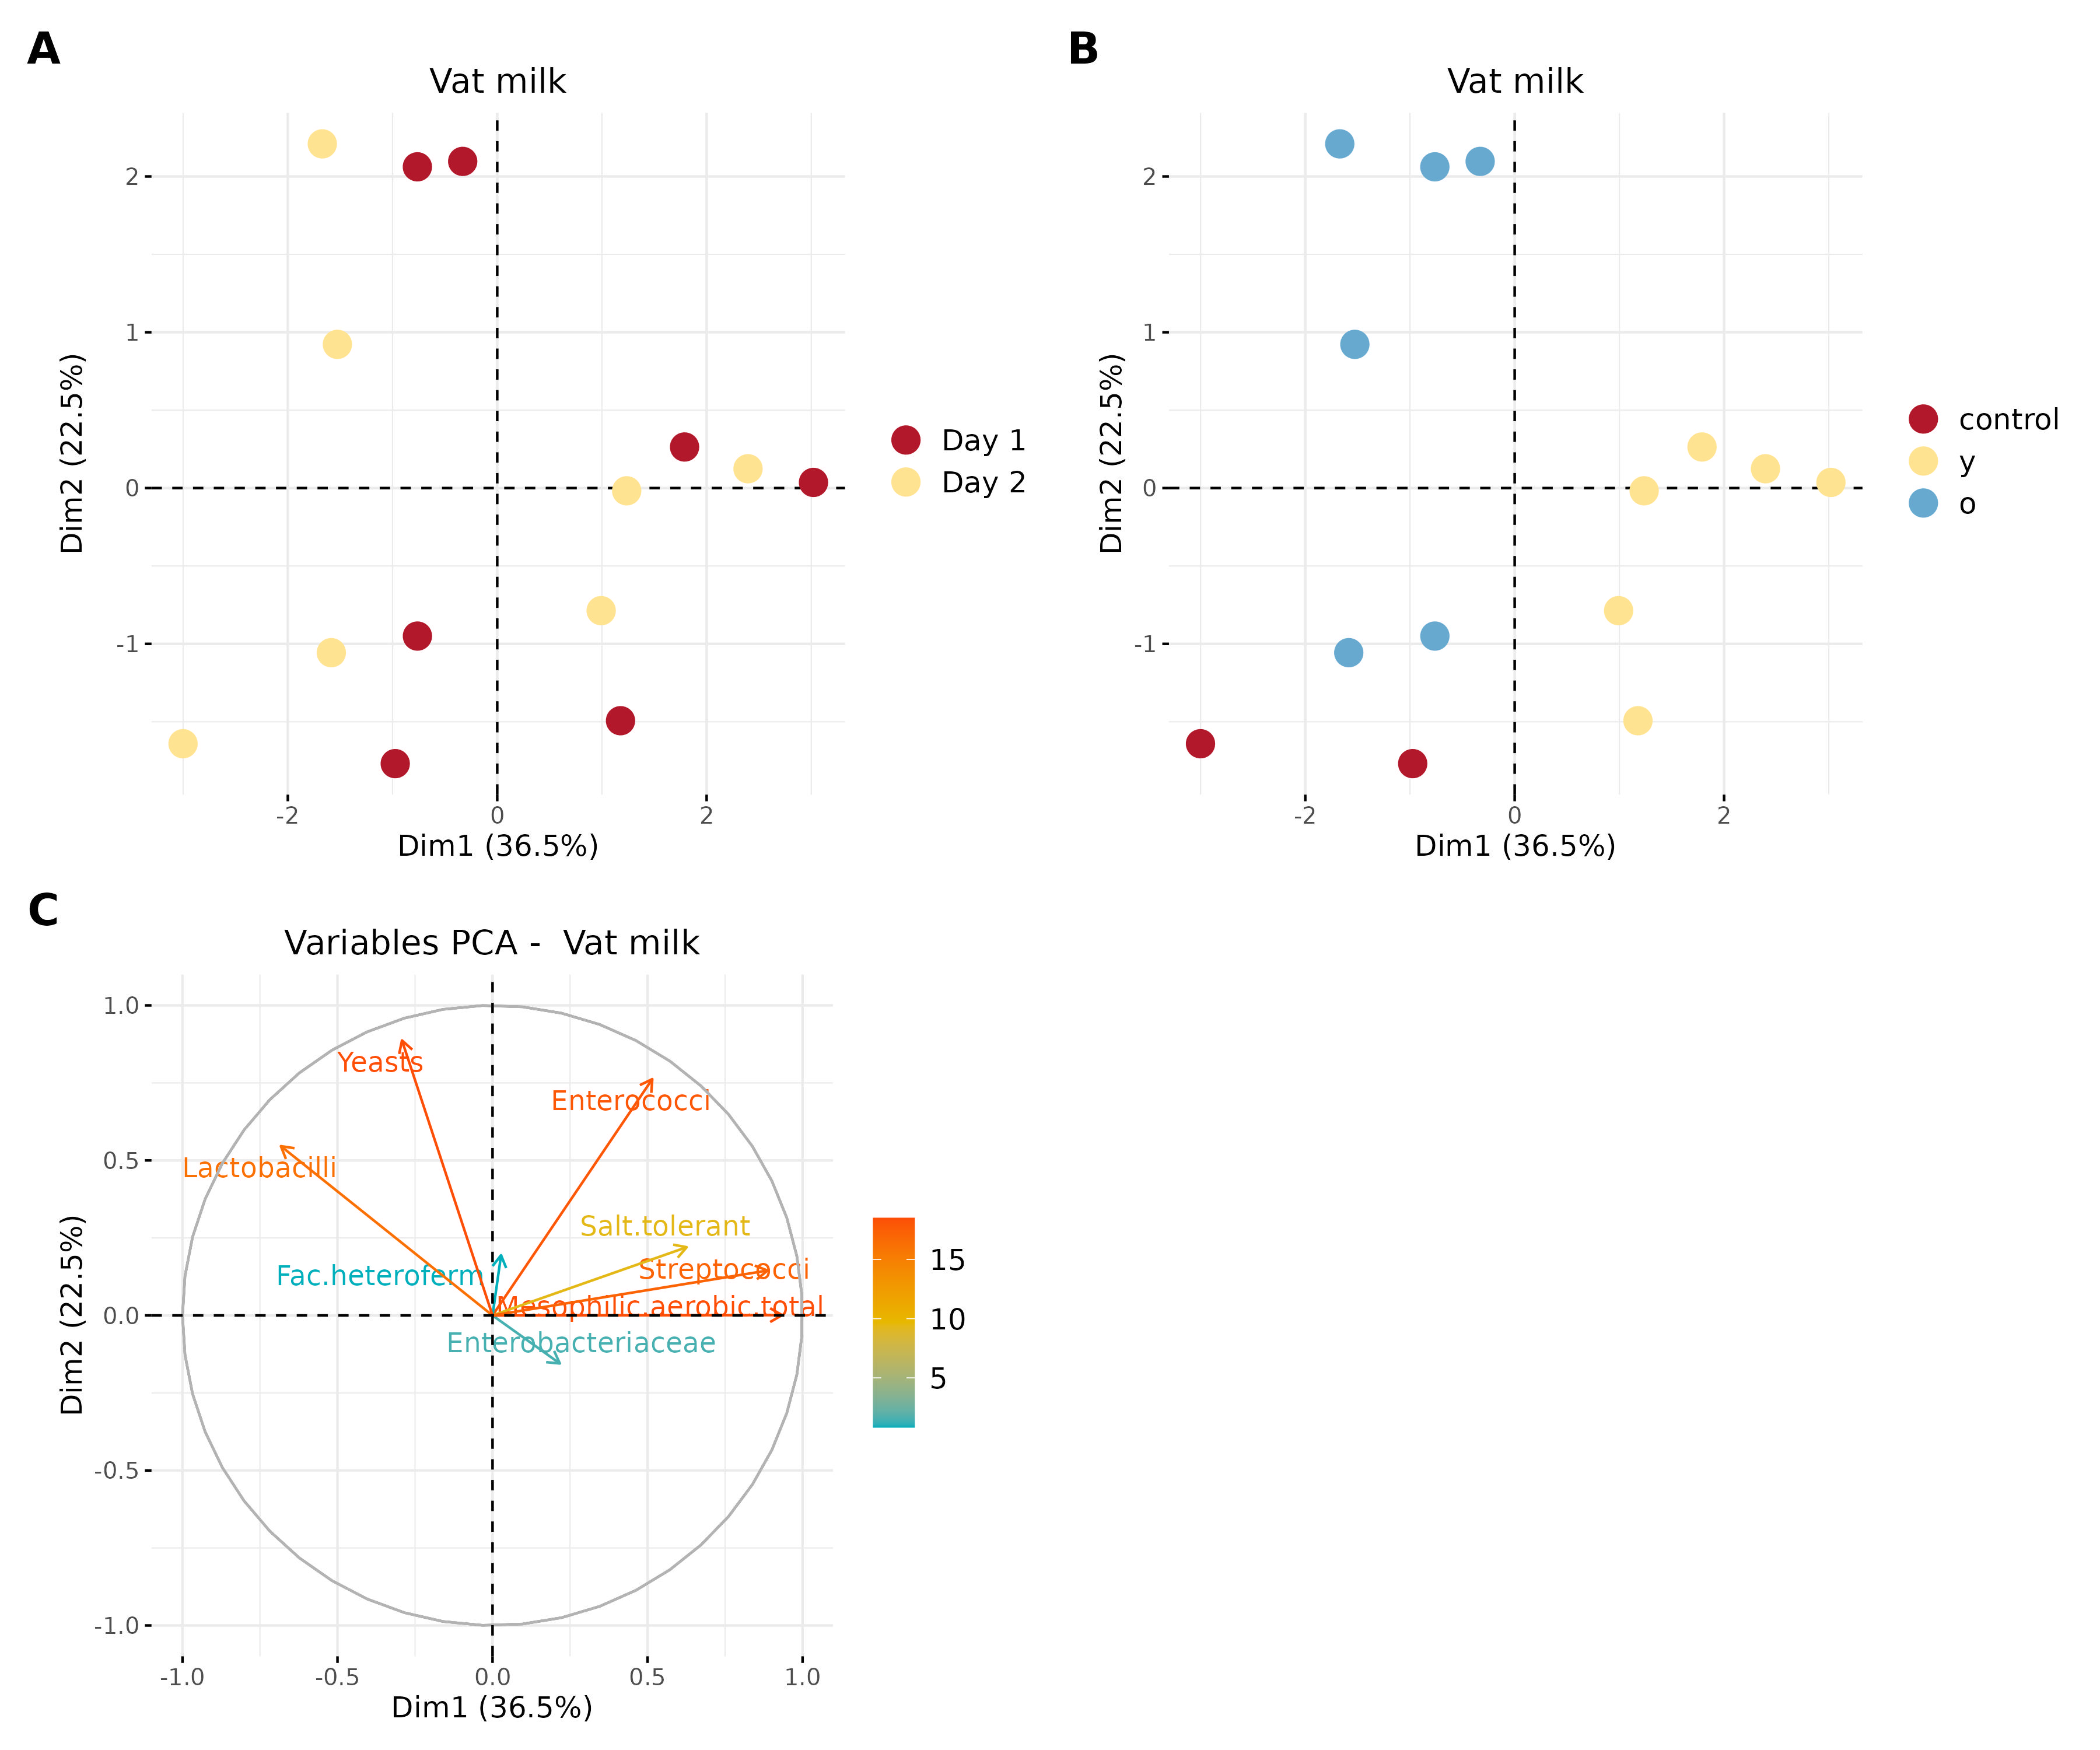 A
Vat milk
2
1
0
-1
-2
0
2
Dim2 (22.5%)
Dim1 (36.5%)
Day 1
Day 2
B
Vat milk
2
1
0
-1
-2
0
2
Dim2 (22.5%)
Dim1 (36.5%)
control
y
o
C
Variables PCA - Vat milk
1.0
0.5
0.0
-0.5
-1.0
-1.0
-0.5
0.0
0.5
1.0
Dim2 (22.5%)
Dim1 (36.5%)
Yeasts
Enterococci
Lactobacilli
Salt.tolerant
Streptococci
Fac.heteroferm
Mesophilic.aerobic.total
Enterobacteriaceae
15
10
5